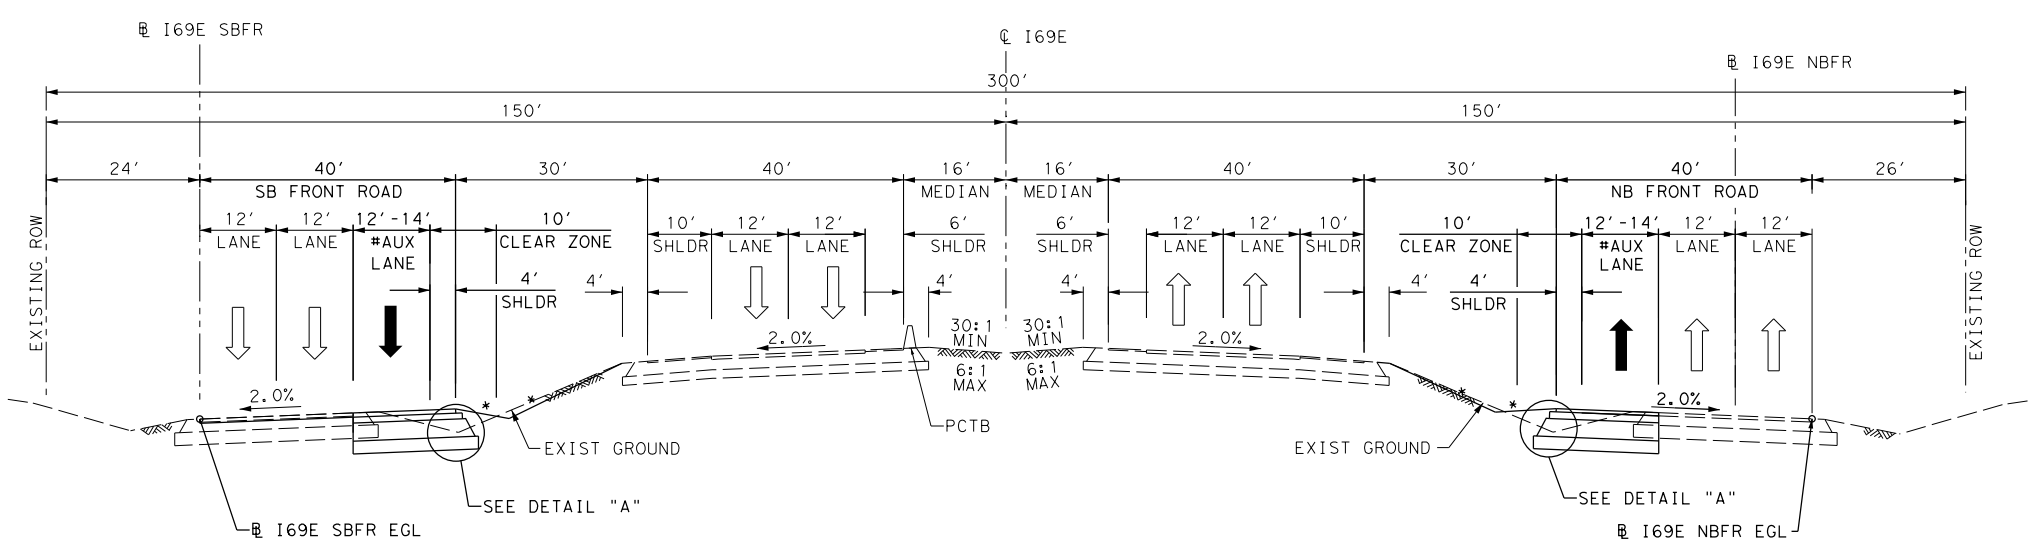 ℄ I69E
B̲L I69E SBFR
B̲L I69E NBFR
300'
150' 150'
24' 40' 30' 40' 16' 16' 40' 30' 40' 26'
SB FRONT ROAD MEDIAN MEDIAN NB FRONT ROAD
12' 12' 12'-14' 10' 10' 12' 12' 6' 6' 12' 12' 10' 10' 12'-14' 12' 12'
LANE LANE #AUX CLEAR ZONE SHLDR LANE LANE SHLDR SHLDR LANE LANE SHLDR CLEAR ZONE #AUX LANE LANE
LANE LANE
4' 4' 4' 4' 4' 4'
SHLDR SHLDR
EXISTING ROW
EXISTING ROW
30:1 30:1
MIN MIN
2.0% 2.0%
6:1 6:1
MAX MAX
2.0% * * * * 2.0%
PCTB
EXIST GROUND EXIST GROUND
SEE DETAIL "A" SEE DETAIL "A"
B̲L I69E SBFR EGL B̲L I69E NBFR EGL